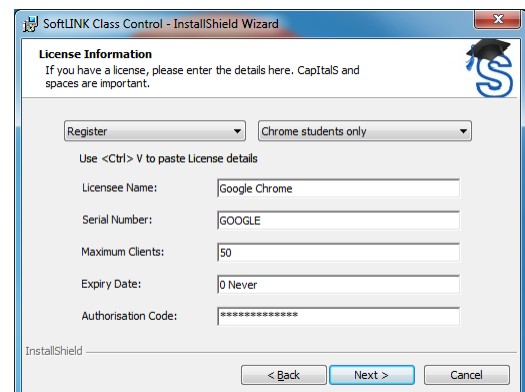 SoftLINK Class Control - InstallShield Wizard
License Information
If you have a license, please enter the details here. CapItalS and
spaces are important.
Register
Chrome students only
Use <Ctrl> V to paste License details
Licensee Name:
Google Chrome
Serial Number:
GOOGLE
Maximum Clients:
50
Expiry Date:
0 Never
Authorisation Code:
*************
InstallShield
< Back
Next >
Cancel